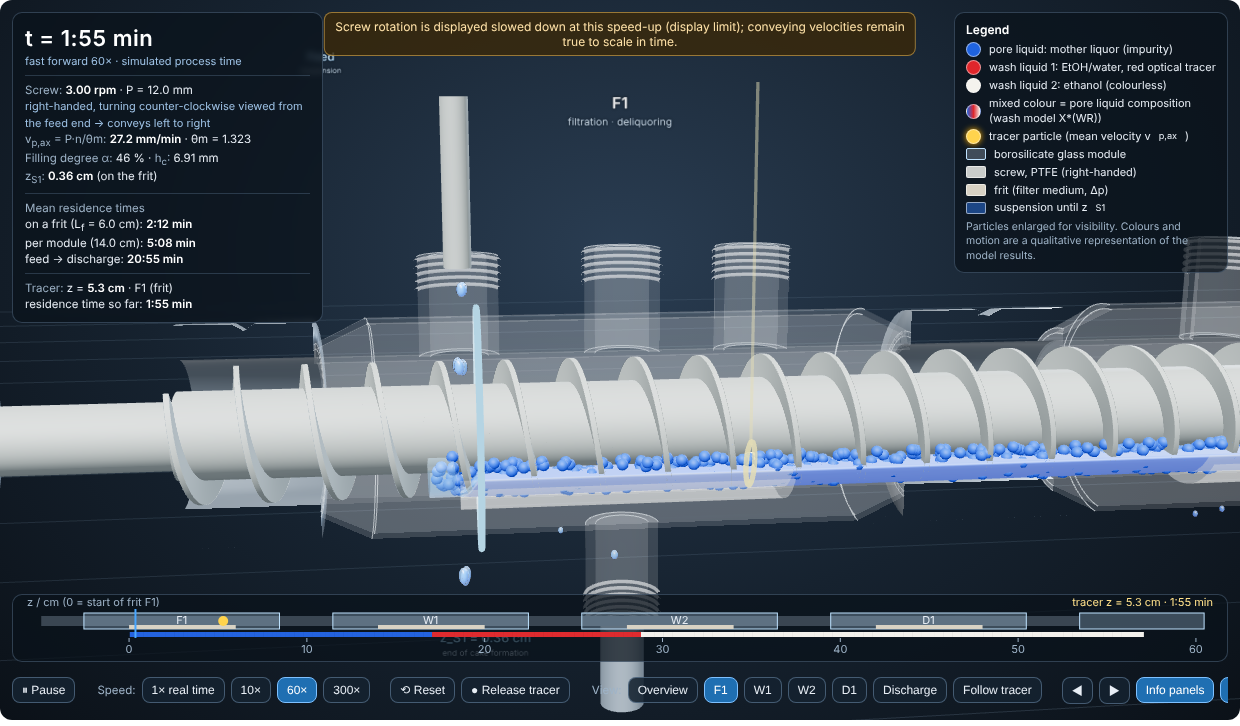 t = 1:55 min
fast forward 60× · simulated process time
Screw: 3.00 rpm · P = 12.0 mm
right-handed, turning counter-clockwise viewed from
the feed end → conveys left to right
vp,ax = P·n/θm: 27.2 mm/min · θm = 1.323
Filling degree α: 46 % · hc: 6.91 mm
zS1: 0.36 cm (on the frit)
Mean residence times
on a frit (Lf = 6.0 cm): 2:12 min
per module (14.0 cm): 5:08 min
feed → discharge: 20:55 min
Tracer: z = 5.3 cm · F1 (frit)
residence time so far: 1:55 min
Screw rotation is displayed slowed down at this speed-up (display limit); conveying velocities remain
true to scale in time.
F1
filtration · deliquoring
Legend
pore liquid: mother liquor (impurity)
wash liquid 1: EtOH/water, red optical tracer
wash liquid 2: ethanol (colourless)
mixed colour = pore liquid composition
(wash model X*(WR))
tracer particle (mean velocity v p,ax )
borosilicate glass module
screw, PTFE (right-handed)
frit (filter medium, Δp)
suspension until z S1
Particles enlarged for visibility. Colours and
motion are a qualitative representation of the
model results.
z / cm (0 = start of frit F1)
tracer z = 5.3 cm · 1:55 min
F1 W1 W2 D1
z_S1 = 0.36 cm
0 10 20 30 40 50 60
end of cake formation
⏸ Pause
Speed: 1× real time 10× 60× 300×
⟲ Reset ● Release tracer
Overview F1 W1 W2 D1 Discharge Follow tracer
◀ ▶ Info panels